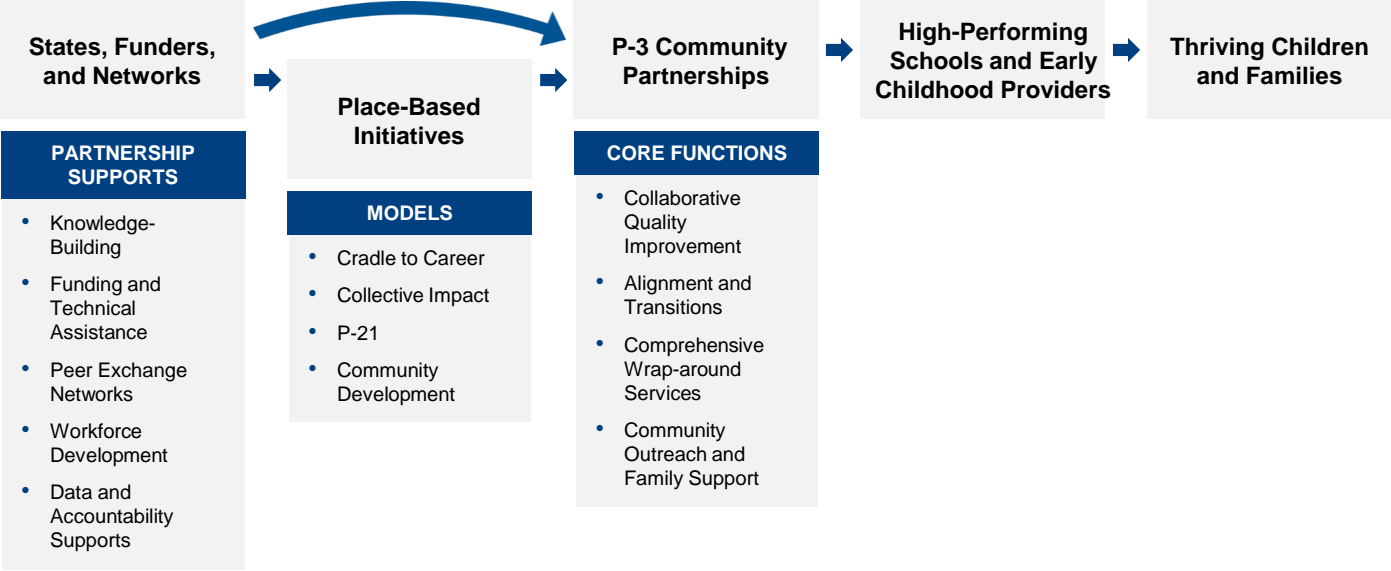 States, Funders,
and Networks
PARTNERSHIP
SUPPORTS
• Knowledge-
Building
• Funding and
Technical
Assistance
• Peer Exchange
Networks
• Workforce
Development
• Data and
Accountability
Supports
Place-Based
Initiatives
MODELS
• Cradle to Career
• Collective Impact
• P-21
• Community
Development
P-3 Community
Partnerships
CORE FUNCTIONS
• Collaborative
Quality
Improvement
• Alignment and
Transitions
• Comprehensive
Wrap-around
Services
• Community
Outreach and
Family Support
High-Performing
Schools and Early
Childhood Providers
Thriving Children
and Families